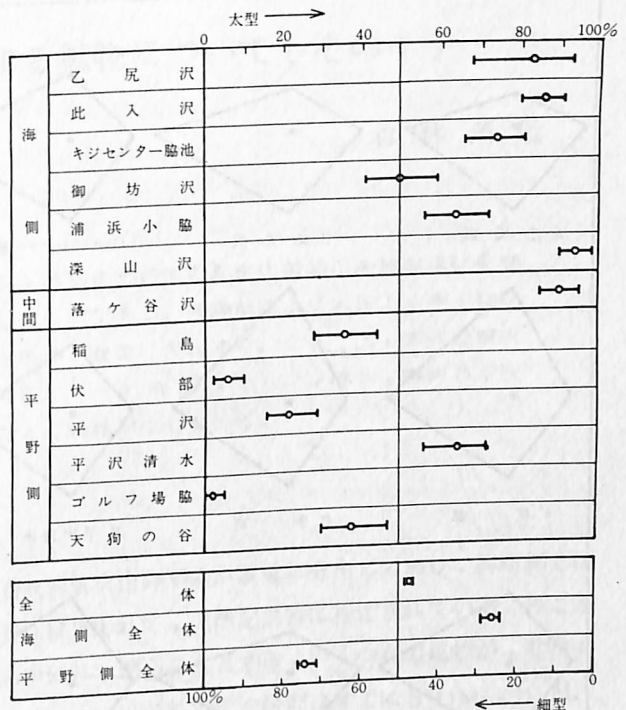 太型 →
0 20 40 60 80 100%
海側
乙尻沢
此入沢
キジセンター脇池
御坊沢
浦浜小脇
深山沢
中間
落ケ谷沢
平野側
稲島
伏部
平沢
平沢清水
ゴルフ場脇
天狗の谷
全体
海側全体
平野側全体
100% 80 60 40 20 0
← 細型